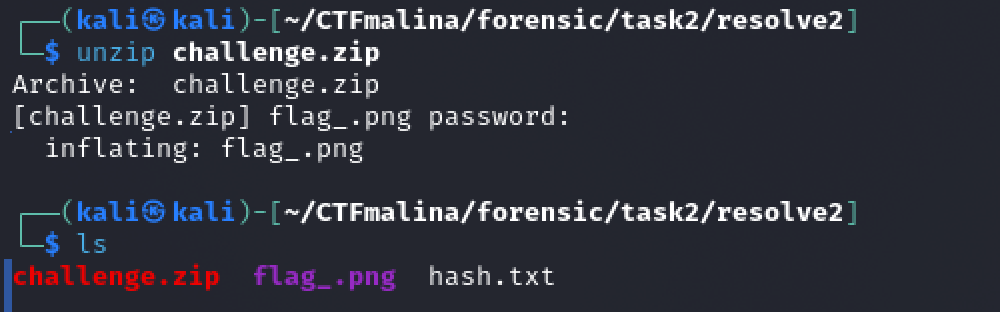 ┌──(kali㉿kali)-[~/CTFmalina/forensic/task2/resolve2]
└─$ unzip challenge.zip
Archive:  challenge.zip
[challenge.zip] flag_.png password:
  inflating: flag_.png
┌──(kali㉿kali)-[~/CTFmalina/forensic/task2/resolve2]
└─$ ls
challenge.zip  flag_.png  hash.txt